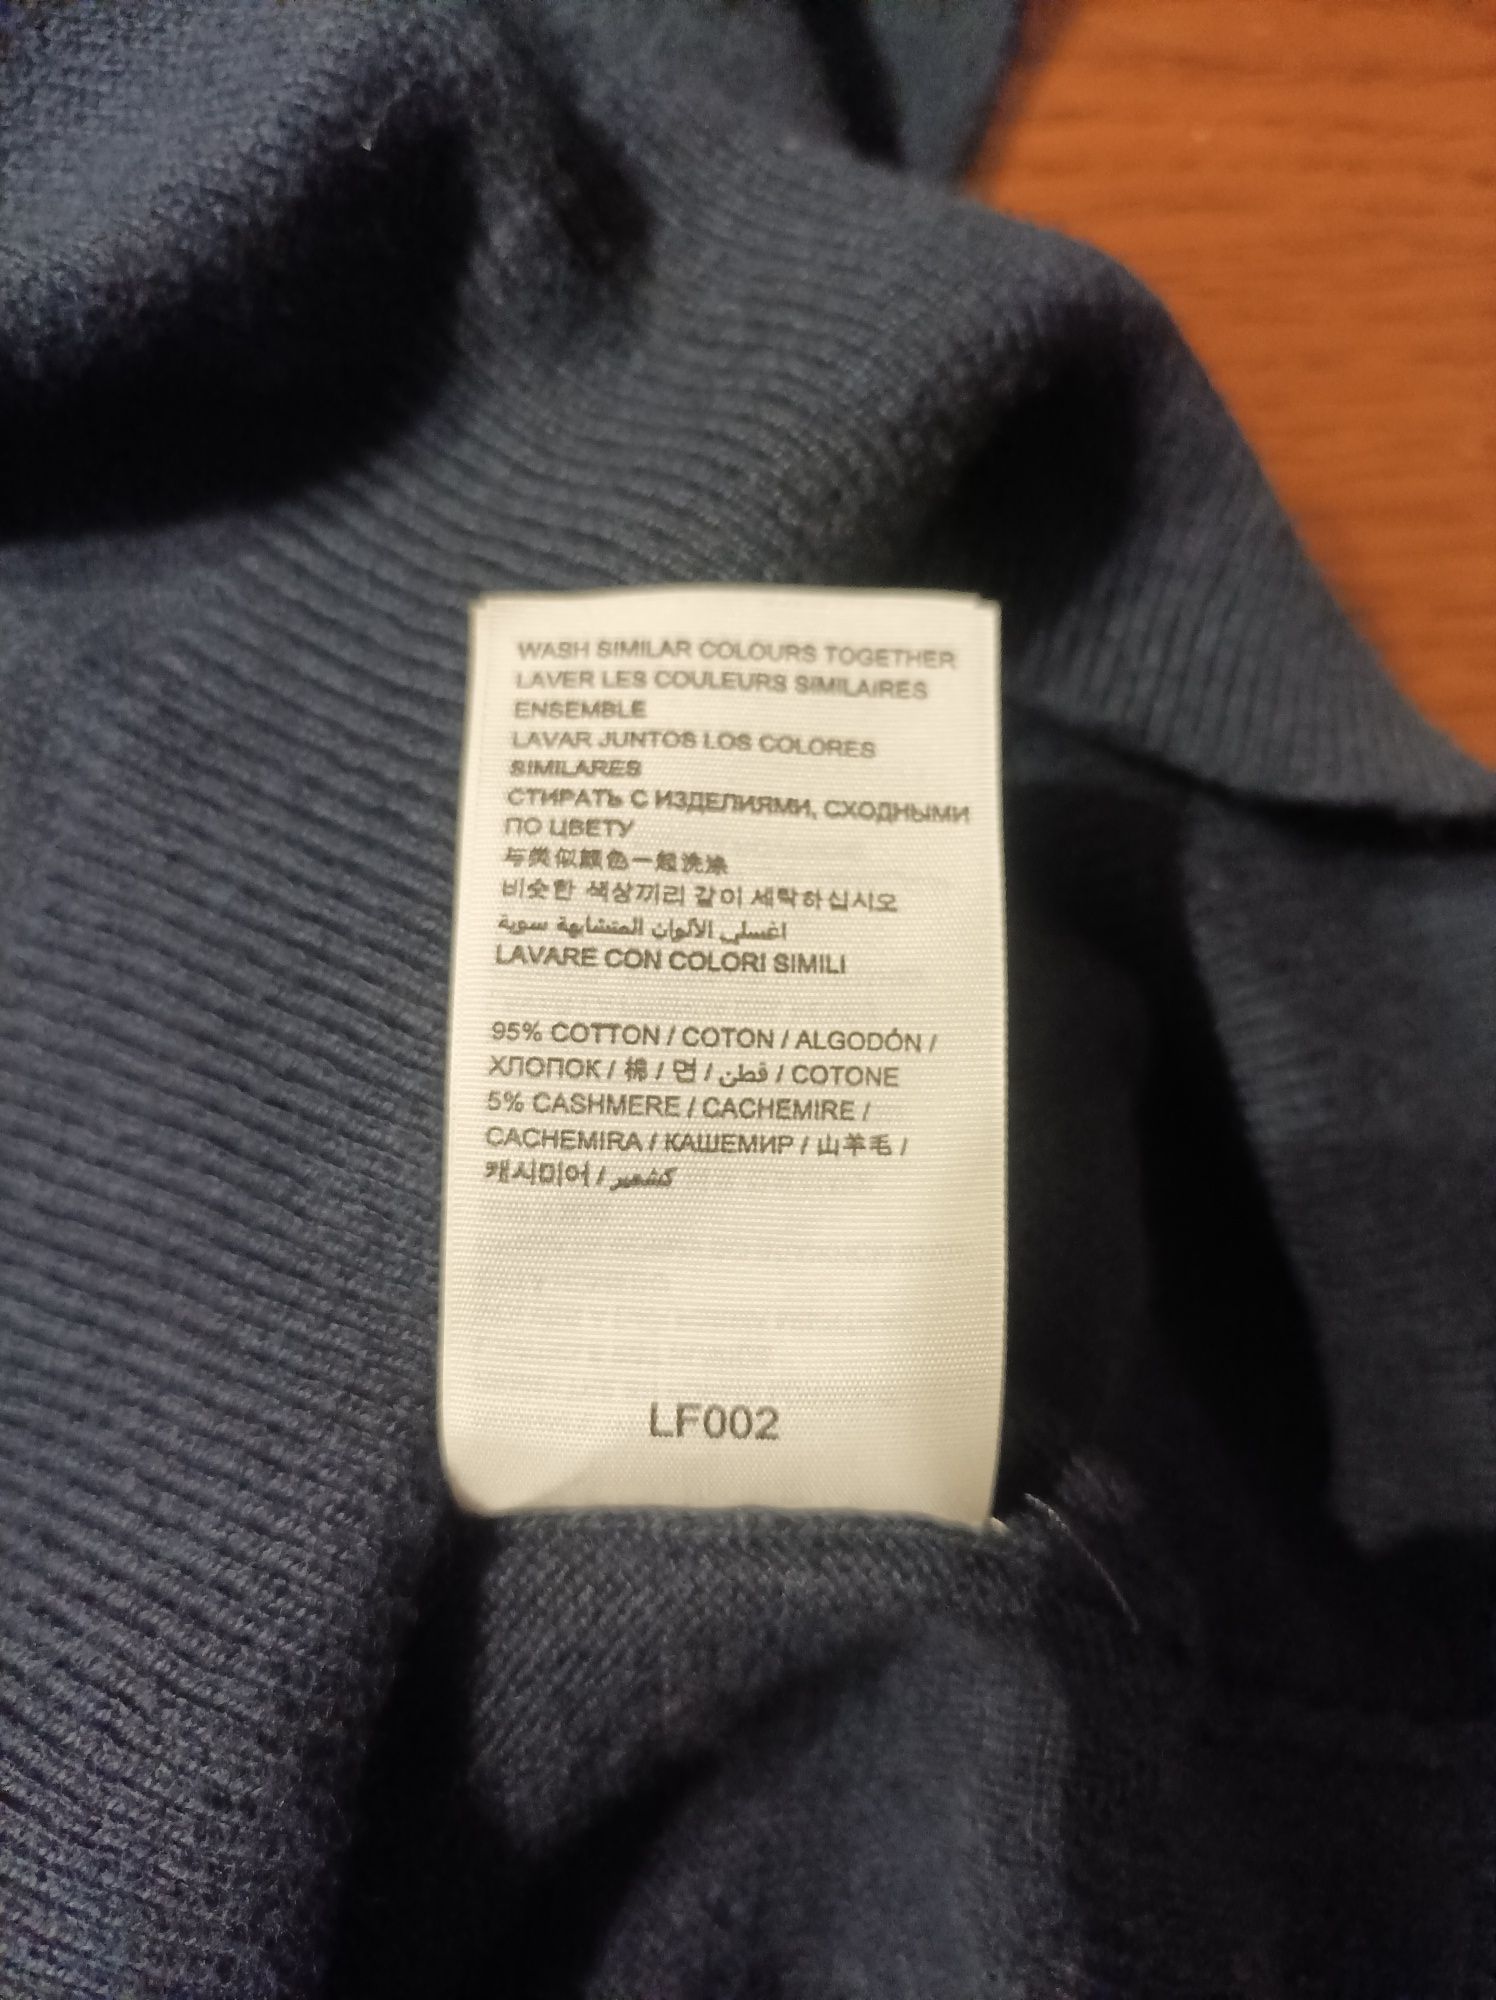 WASH SIMILAR COLOURS TOGETHER
LAVER LES COULEURS SIMILAIRES
ENSEMBLE
LAVAR JUNTOS LOS COLORES
SIMILARES
СТИРАТЬ С ИЗДЕЛИЯМИ, СХОДНЫМИ
ПО ЦВЕТУ
与类似颜色一起洗涤
비슷한 색상끼리 같이 세탁하십시오
اغسلي الألوان المتشابهة سوية
LAVARE CON COLORI SIMILI
95% COTTON / COTON / ALGODÓN /
ХЛОПОК / 棉 / 면 / قطن / COTONE
5% CASHMERE / CACHEMIRE /
CACHEMIRA / КАШЕМИР / 山羊毛 /
캐시미어 / كشمير
LF002